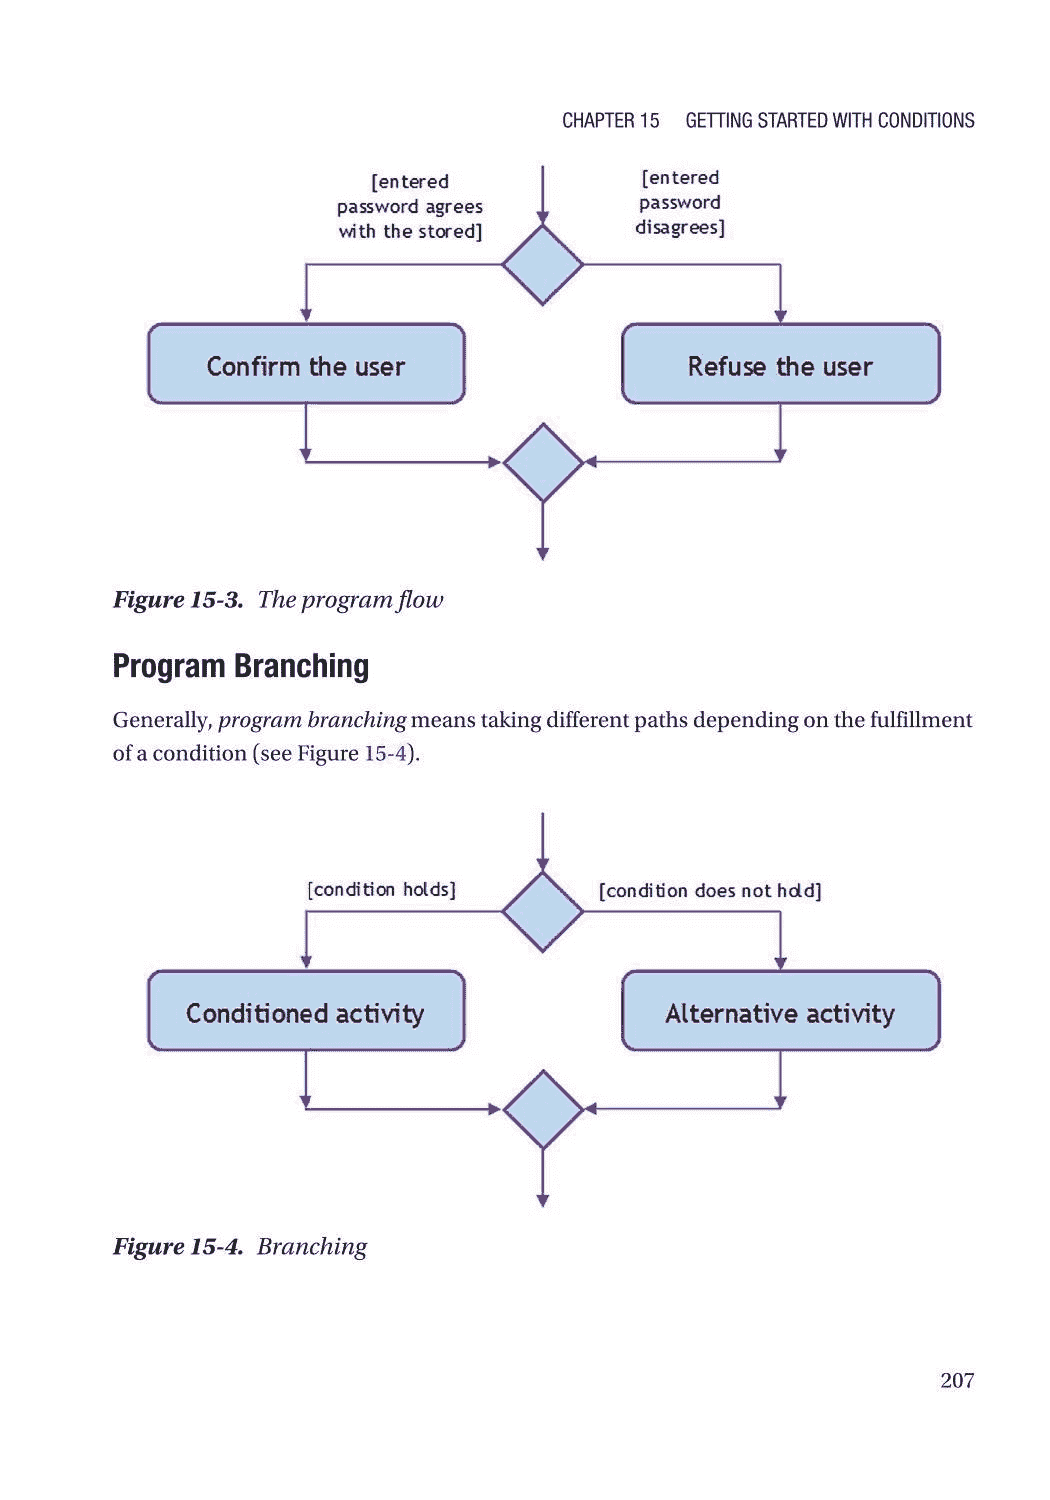 CHAPTER 15 GETTING STARTED WITH CONDITIONS
[entered
password agrees
with the stored]
[entered
password
disagrees]
Confirm the user
Refuse the user
Figure 15-3. The program flow
Program Branching
Generally, program branching means taking different paths depending on the fulfillment
of a condition (see Figure 15-4).
[condition holds]
[condition does not hold]
Conditioned activity
Alternative activity
Figure 15-4. Branching
207